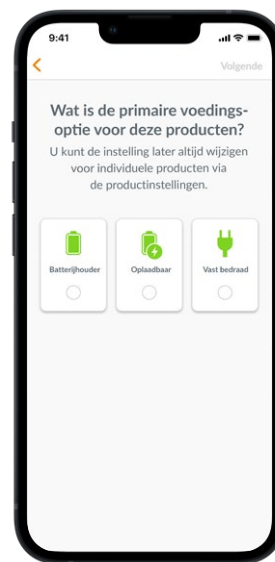 9:41
Volgende
Wat is de primaire voedings-
optie voor deze producten?
U kunt de instelling later altijd wijzigen
voor individuele producten via
de productinstellingen.
Batterijhouder
Oplaadbaar
Vast bedraad